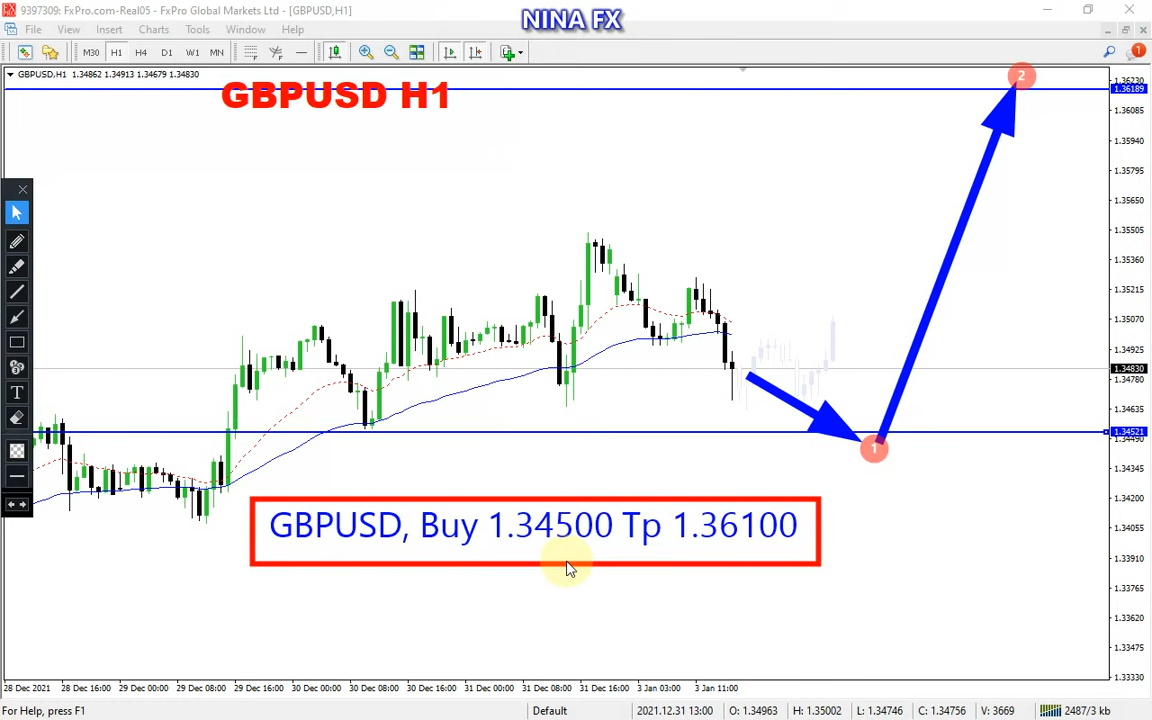 9397309: FxPro.com-Real05 - FxPro Global Markets Ltd - [GBPUSD,H1]
NINA FX
File View Insert Charts Tools Window Help
M30 H1 H4 D1 W1 MN
1
GBPUSD,H1 1.34862 1.34913 1.34679 1.34830
GBPUSD H1
2
1.36230
1.36189
1.36085
1.35940
1.35795
1.35650
1.35505
1.35360
1.35215
1.35070
1.34925
1.34830
1.34780
1.34635
1.34521
1.34490
1
1.34345
1.34200
GBPUSD, Buy 1.34500 Tp 1.36100
1.34055
1.33910
1.33765
1.33620
1.33475
1.33330
T
28 Dec 2021 28 Dec 16:00 29 Dec 00:00 29 Dec 08:00 29 Dec 16:00 30 Dec 00:00 30 Dec 08:00 30 Dec 16:00 31 Dec 00:00 31 Dec 08:00 31 Dec 16:00 3 Jan 03:00 3 Jan 11:00
For Help, press F1 Default 2021.12.31 13:00 O: 1.34963 H: 1.35002 L: 1.34746 C: 1.34756 V: 3669 2487/3 kb